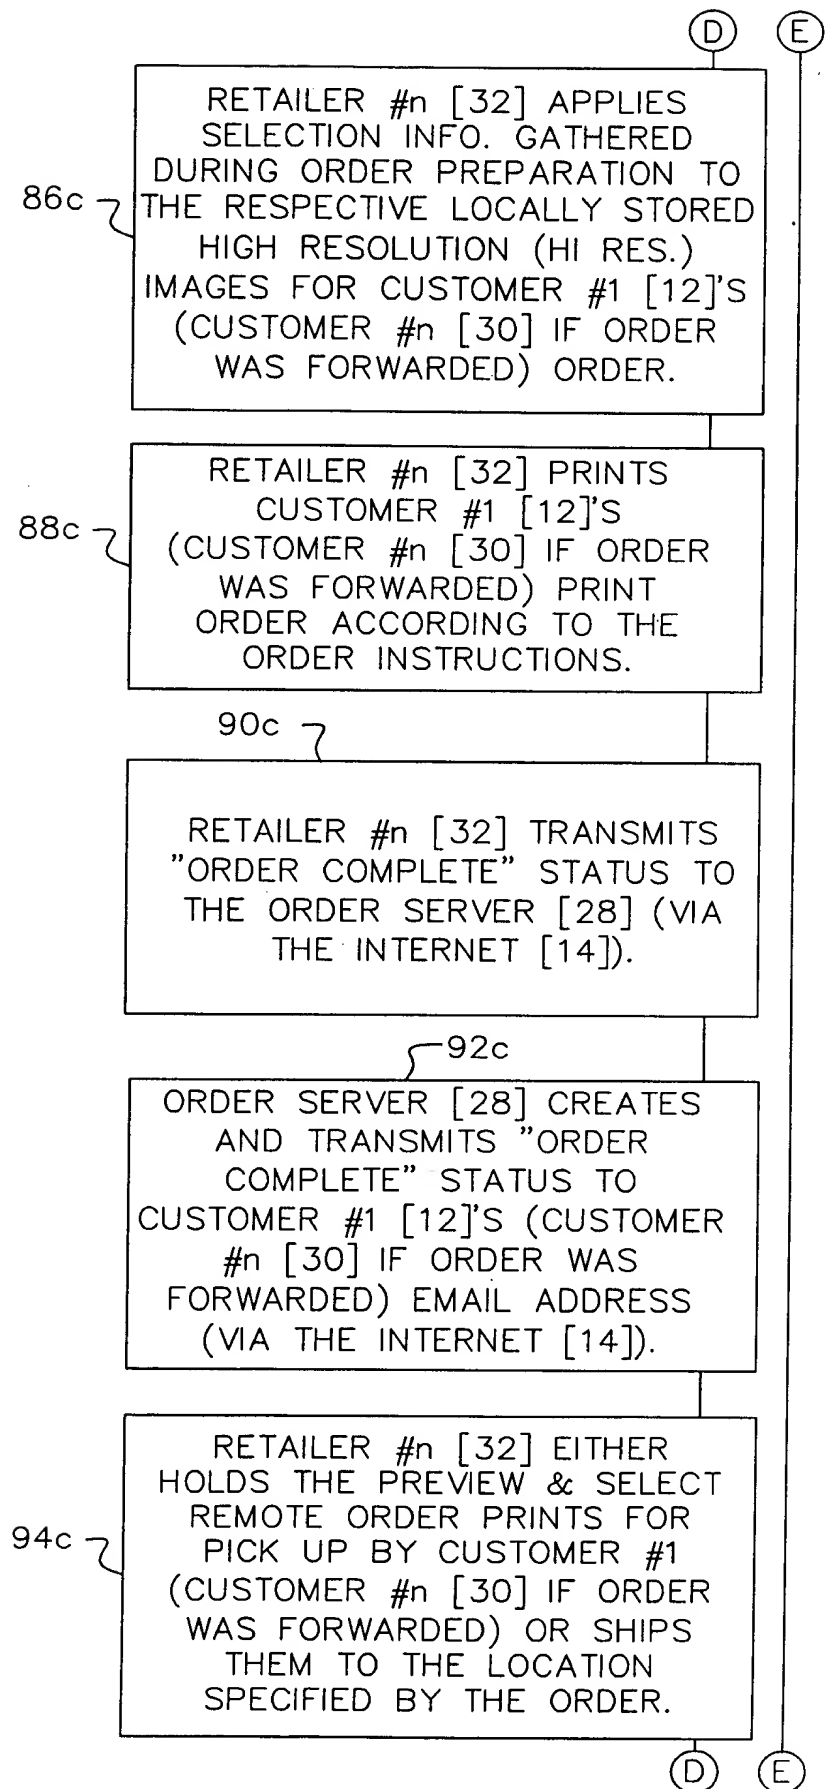 D E
RETAILER #n [32] APPLIES
SELECTION INFO. GATHERED
DURING ORDER PREPARATION TO
THE RESPECTIVE LOCALLY STORED
HIGH RESOLUTION (HI RES.)
IMAGES FOR CUSTOMER #1 [12]'S
(CUSTOMER #n [30] IF ORDER
WAS FORWARDED) ORDER.
86c
RETAILER #n [32] PRINTS
CUSTOMER #1 [12]'S
(CUSTOMER #n [30] IF ORDER
WAS FORWARDED) PRINT
ORDER ACCORDING TO THE
ORDER INSTRUCTIONS.
88c
90c
RETAILER #n [32] TRANSMITS
"ORDER COMPLETE" STATUS TO
THE ORDER SERVER [28] (VIA
THE INTERNET [14]).
92c
ORDER SERVER [28] CREATES
AND TRANSMITS "ORDER
COMPLETE" STATUS TO
CUSTOMER #1 [12]'S (CUSTOMER
#n [30] IF ORDER WAS
FORWARDED) EMAIL ADDRESS
(VIA THE INTERNET [14]).
RETAILER #n [32] EITHER
HOLDS THE PREVIEW & SELECT
REMOTE ORDER PRINTS FOR
PICK UP BY CUSTOMER #1
(CUSTOMER #n [30] IF ORDER
WAS FORWARDED) OR SHIPS
THEM TO THE LOCATION
SPECIFIED BY THE ORDER.
94c
D E